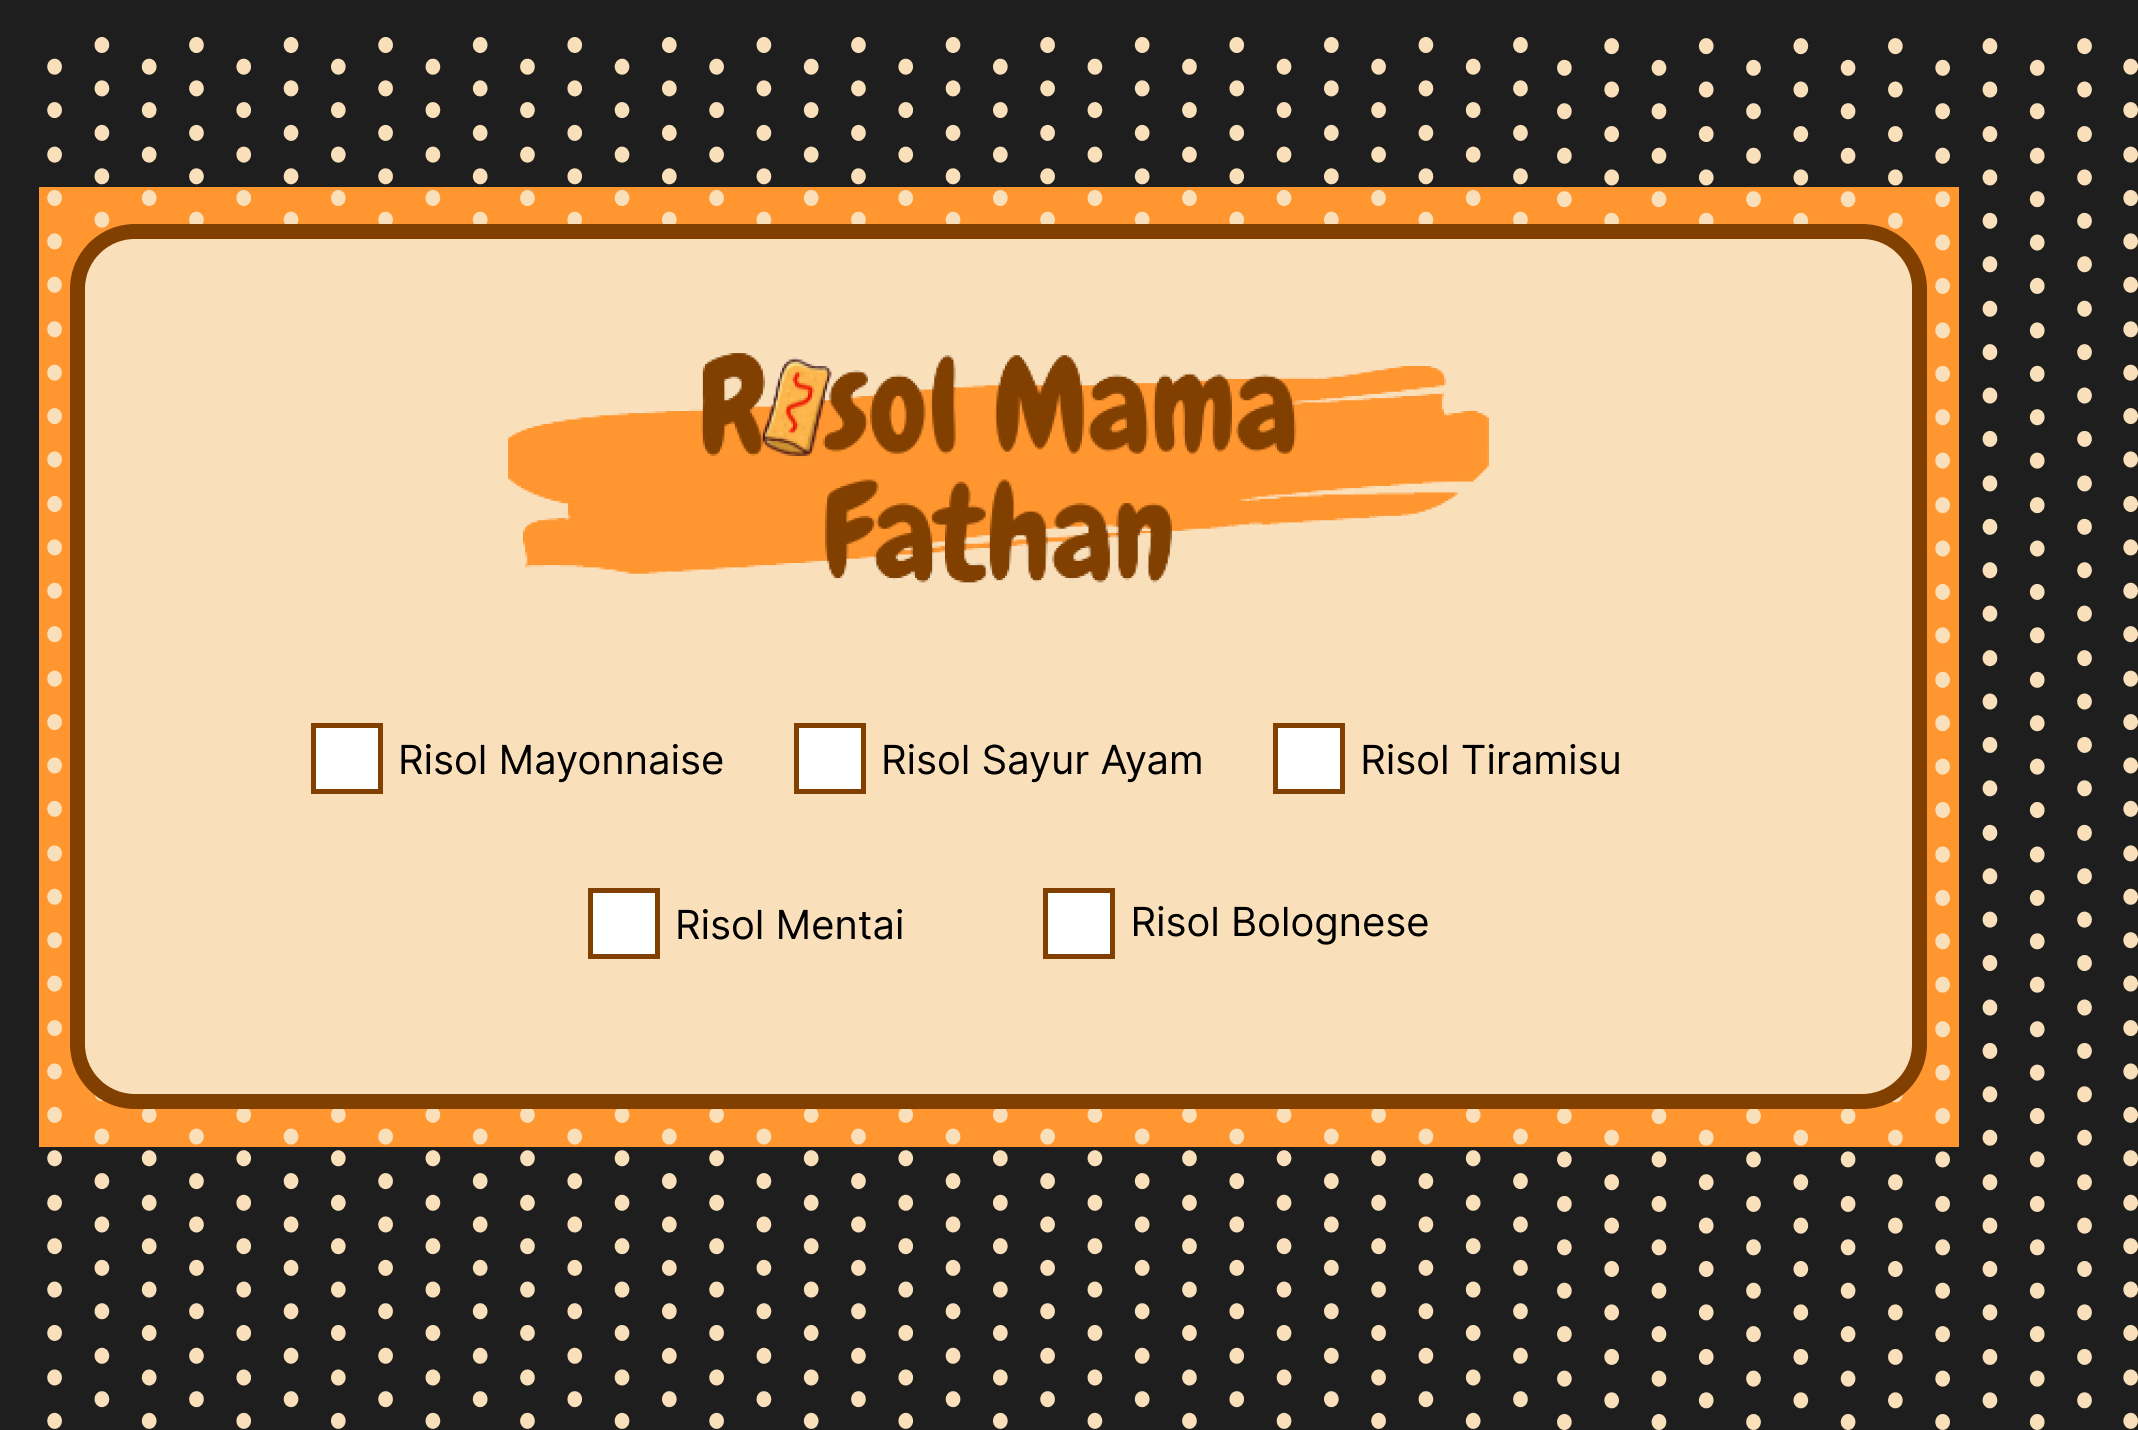 Risol Mama
Fathan
Risol Mayonnaise
Risol Sayur Ayam
Risol Tiramisu
Risol Mentai
Risol Bolognese